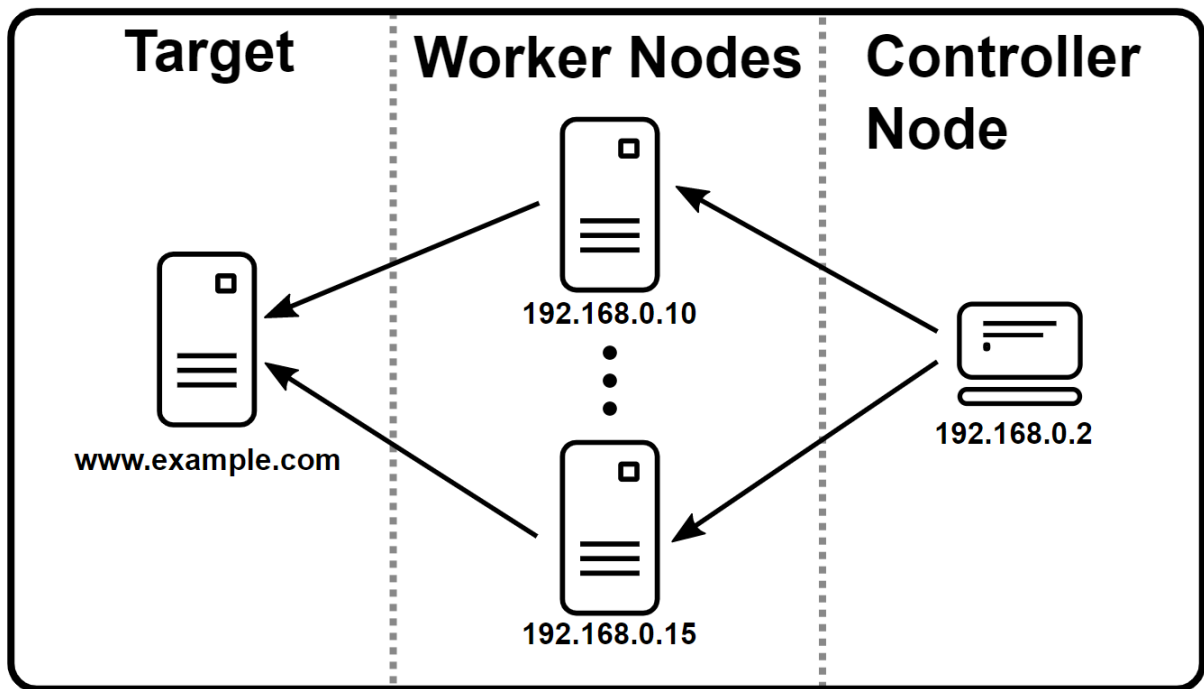 Target
Worker Nodes
Controller
Node
192.168.0.10
192.168.0.2
www.example.com
192.168.0.15